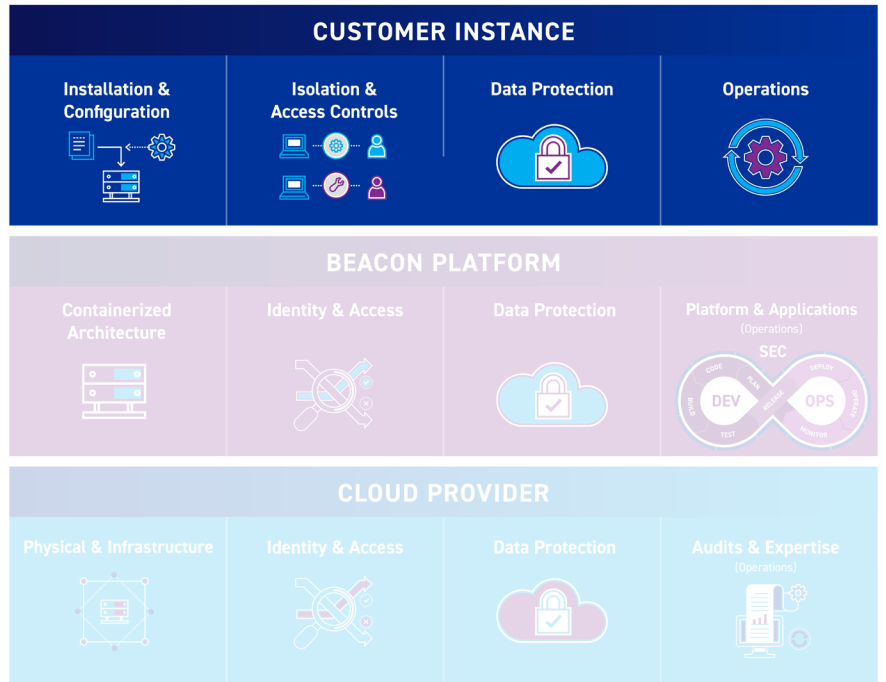 CUSTOMER INSTANCE
Installation &
Configuration
Isolation &
Access Controls
Data Protection
Operations
BEACON PLATFORM
Containerized
Architecture
Identity & Access
Data Protection
Platform & Applications
(Operations)
SEC
CODE
PLAN
BUILD
DEV
TEST
RELEASE
DEPLOY
OPS
OPERATE
MONITOR
CLOUD PROVIDER
Physical & Infrastructure
Identity & Access
Data Protection
Audits & Expertise
(Operations)